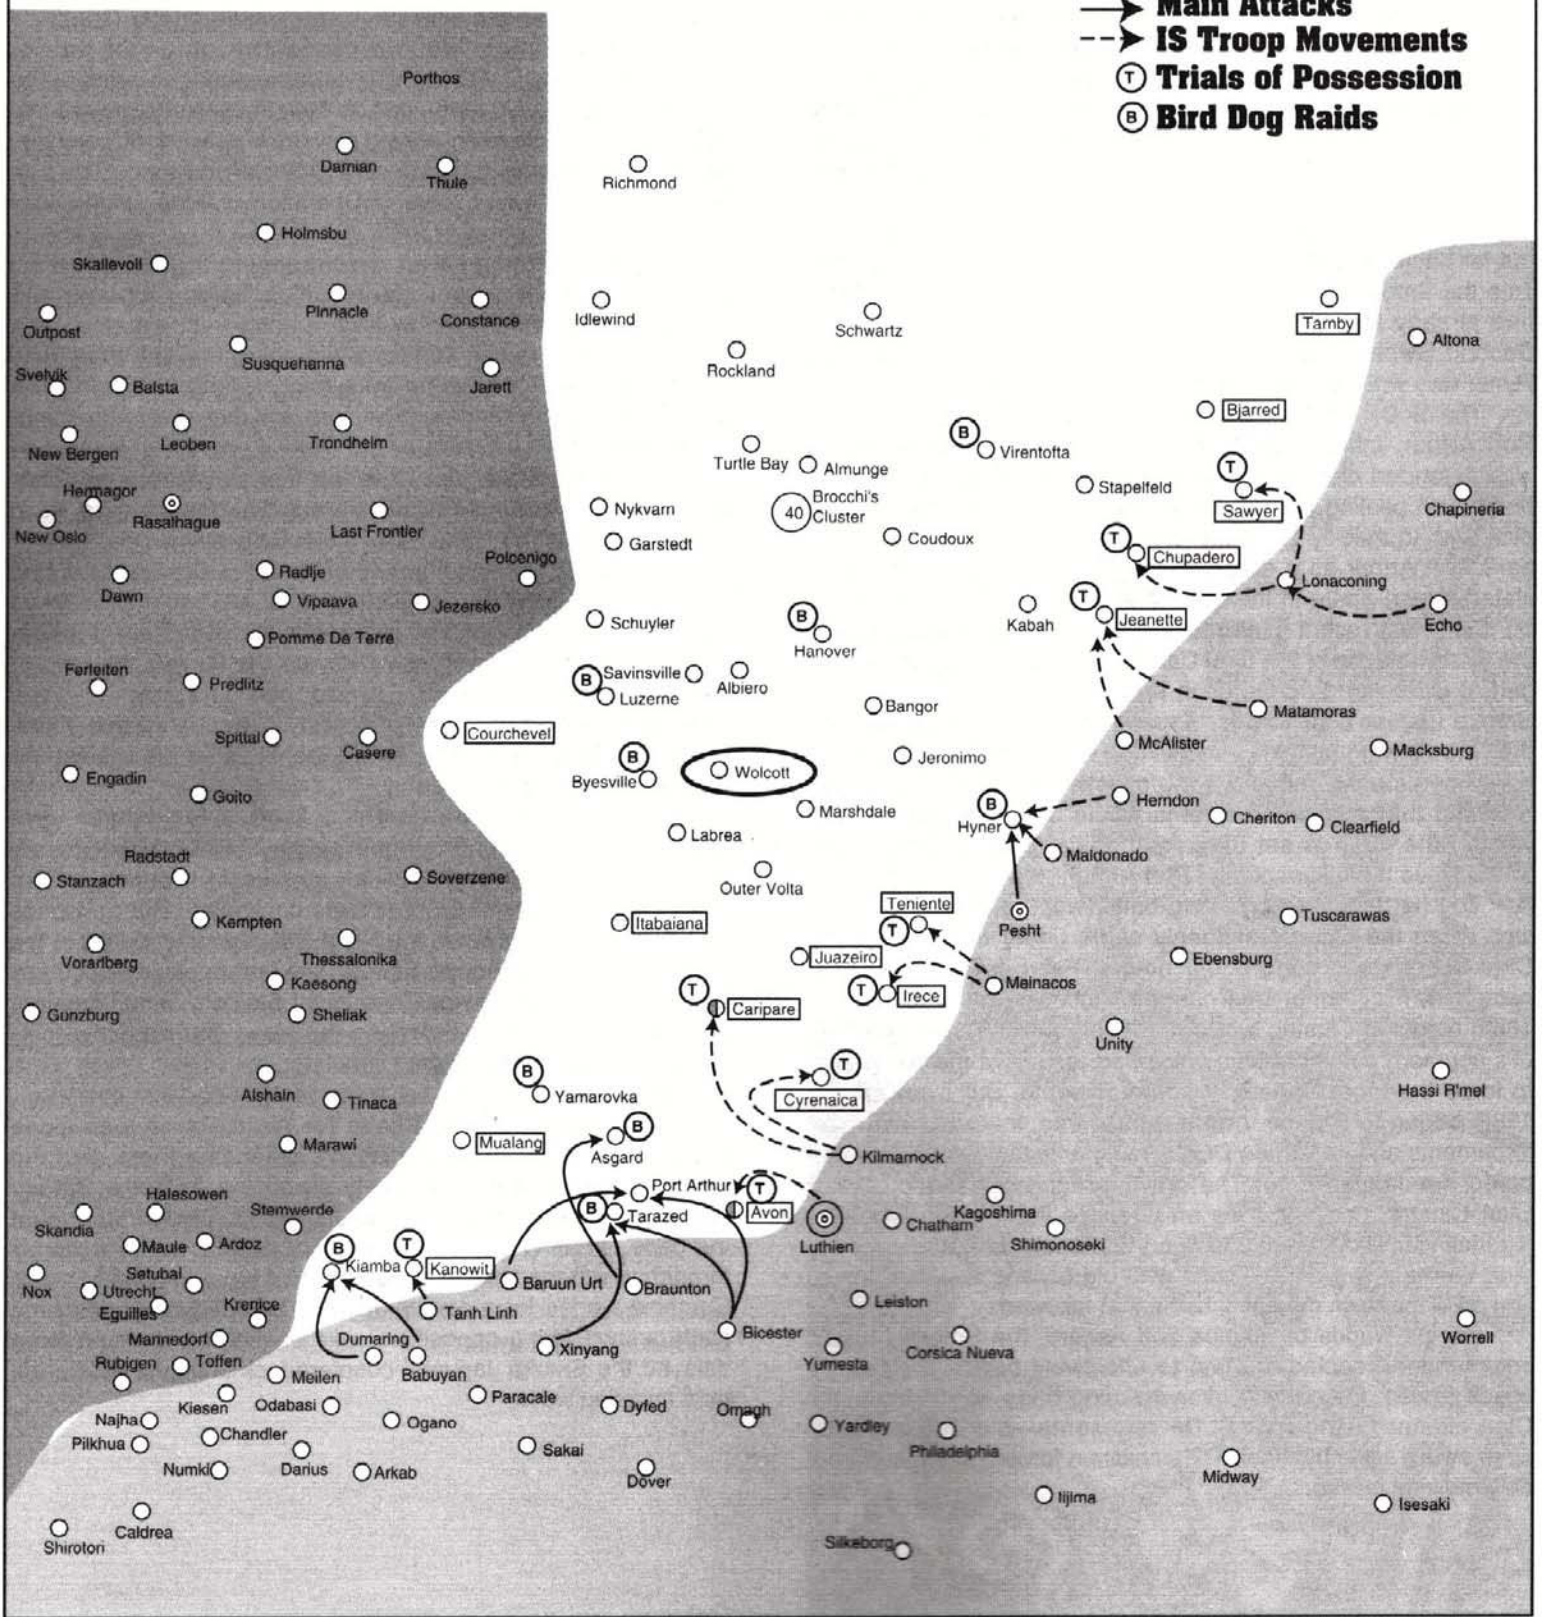 Main Attacks
IS Troop Movements
T Trials of Possession
B Bird Dog Raids
Porthos
Damian
Thule
Richmond
Holmsbu
Skallevoll
Outpost
Pinnacle
Constance
Idlewind
Schwartz
Tarnby
Altona
Susquehanna
Rockland
Svelvik
Balsta
Jarett
Bjarred
New Bergen
Leoben
Trondheim
B
Virentofta
Turtle Bay
Almunge
T
Sawyer
Stapelfeld
Chapineria
Hermagor
New Oslo
Rasalhague
Last Frontier
Nykvarn
40
Brocchi's
Cluster
Garstedt
Coudoux
T
Chupadero
Polcenigo
Dawn
Radlje
Vipaava
Jezersko
Lonaconing
Echo
Schuyler
B
Hanover
Kabah
T
Jeanette
Pomme De Terre
Ferleiten
Predlitz
B
Savinsville
Luzerne
Albiero
Bangor
Matamoras
Spittal
Casere
Courchevel
McAlister
Macksburg
Engadin
B
Byesville
Wolcott
Jeronimo
Goito
Marshdale
B
Hyner
Herndon
Cheriton
Clearfield
Labrea
Maldonado
Radstadt
Stanzach
Soverzene
Outer Volta
Teniente
T
Pesht
Tuscarawas
Kempten
Itabaiana
Vorarlberg
Thessalonika
Juazeiro
Ebensburg
Kaesong
T
Irece
Meinacos
Gunzburg
Sheliak
T
Caripare
Unity
Alshain
Tinaca
B
Yamarovka
T
Cyrenaica
Hassi R'mel
Marawi
Mualang
B
Asgard
Kilmarnock
Halesowen
Skandia
Stemwerde
Port Arthur
B
Tarazed
T
Avon
Luthien
Chatham
Kagoshima
Shimonoseki
Maule
Ardoz
B
Kiamba
T
Kanowit
Nox
Setubal
Utrecht
Eguilles
Baruun Urt
Braunton
Leiston
Krenice
Tanh Linh
Mannedorf
Dumaring
Babuyan
Xinyang
Bicester
Yumesta
Corsica Nueva
Worrell
Rubigen
Toffen
Meilen
Kiesen
Odabasi
Paracale
Dyfed
Omagh
Najha
Chandler
Ogano
Yardley
Pilkhua
Philadelphia
Numki
Darius
Arkab
Sakai
Dover
Midway
Iijima
Isesaki
Caldrea
Shirotori
Silkeborg